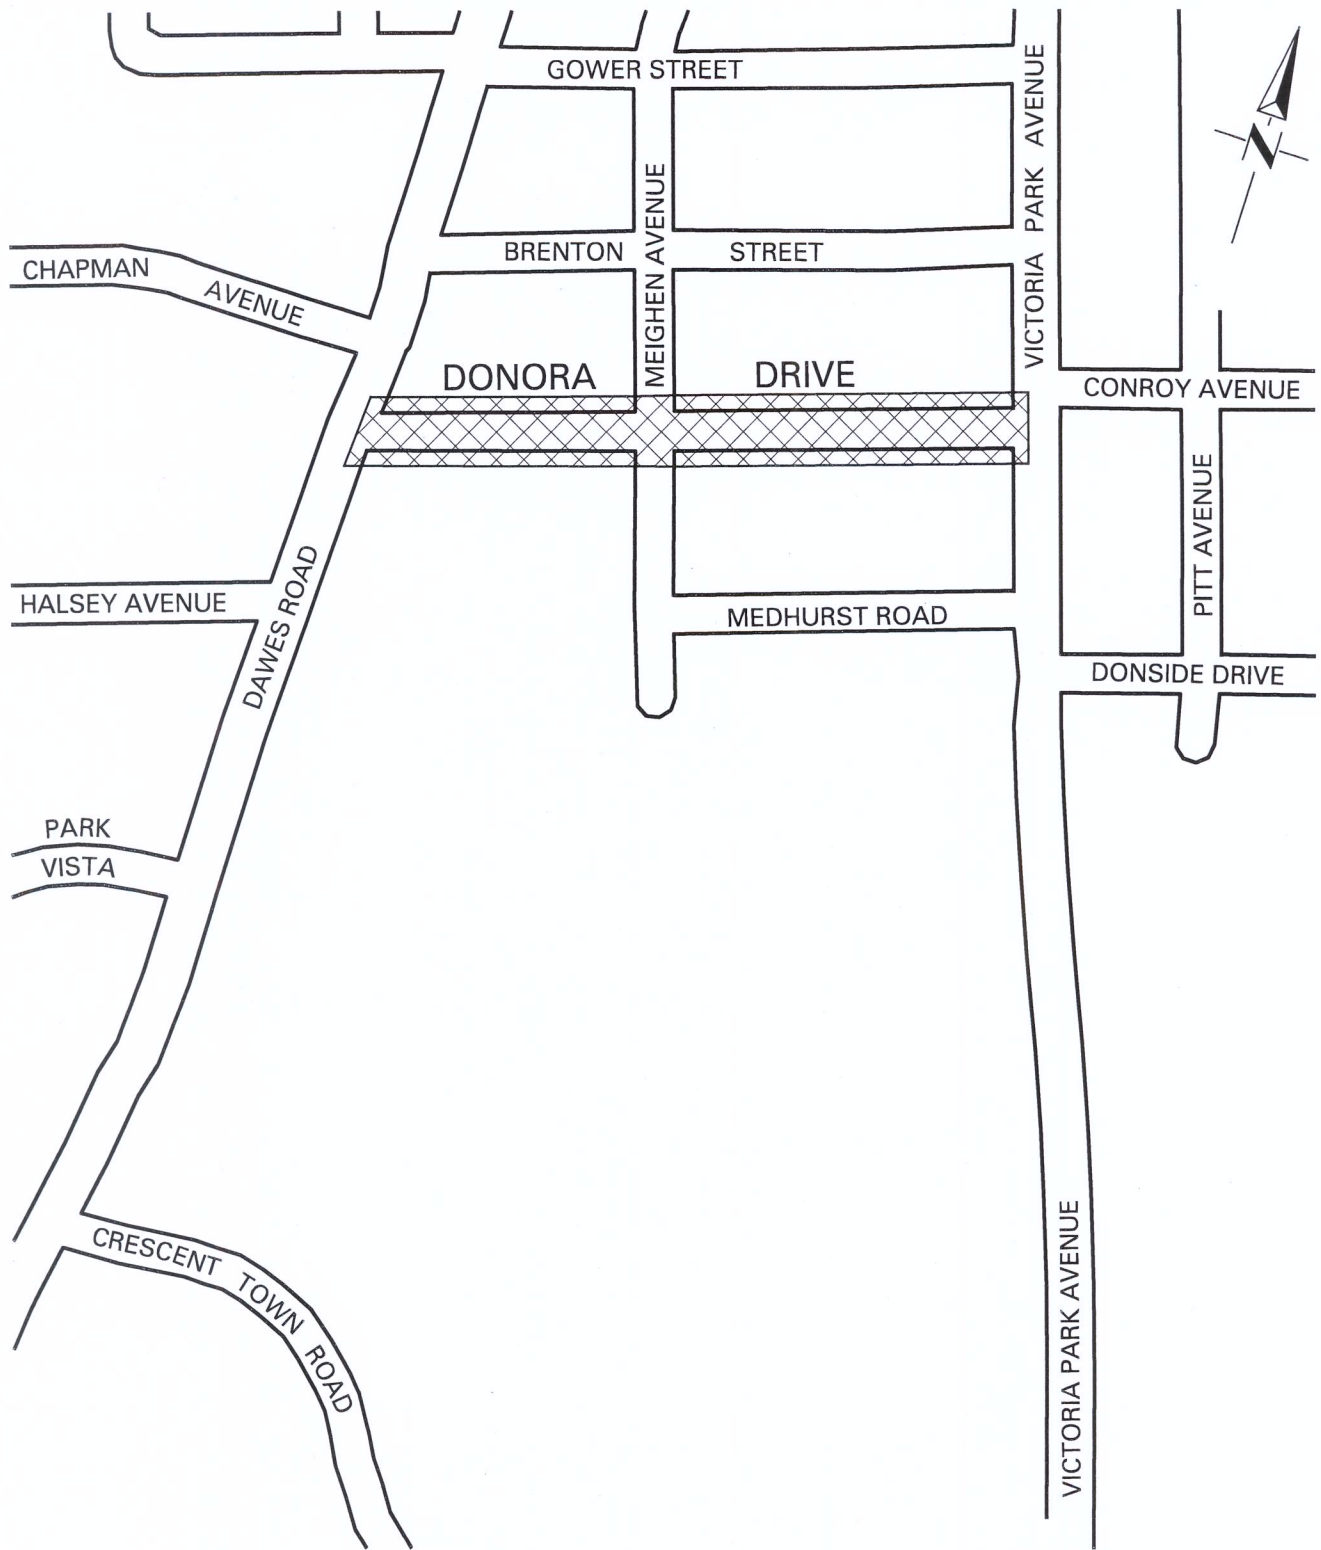 GOWER STREET
VICTORIA PARK AVENUE
MEIGHEN AVENUE
BRENTON STREET
CHAPMAN AVENUE
N
DONORA DRIVE
CONROY AVENUE
PITT AVENUE
HALSEY AVENUE
DAWES ROAD
MEDHURST ROAD
DONSIDE DRIVE
PARK
VISTA
CRESCENT TOWN ROAD
VICTORIA PARK AVENUE